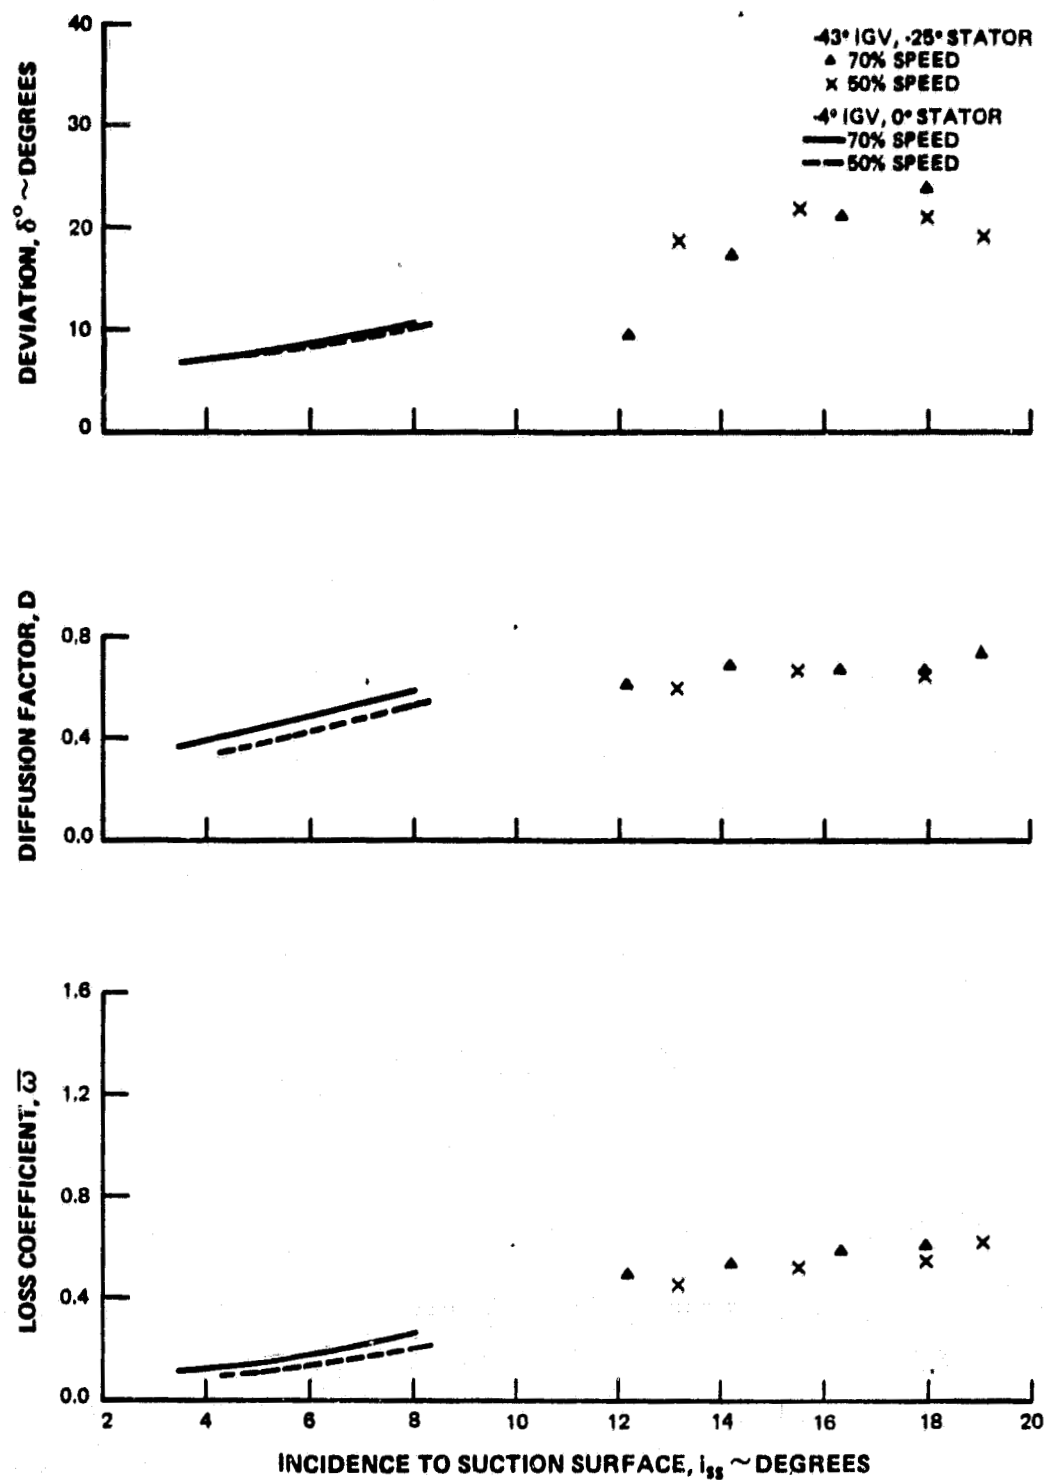 40
30
20
10
0
DEVIATION, δ° ~ DEGREES
-43° IGV, -25° STATOR
70% SPEED
50% SPEED
-4° IGV, 0° STATOR
70% SPEED
50% SPEED
0.8
0.4
0.0
DIFFUSION FACTOR, D
1.6
1.2
0.8
0.4
0.0
LOSS COEFFICIENT, ω̅
2 4 6 8 10 12 14 16 18 20
INCIDENCE TO SUCTION SURFACE, iss ~ DEGREES